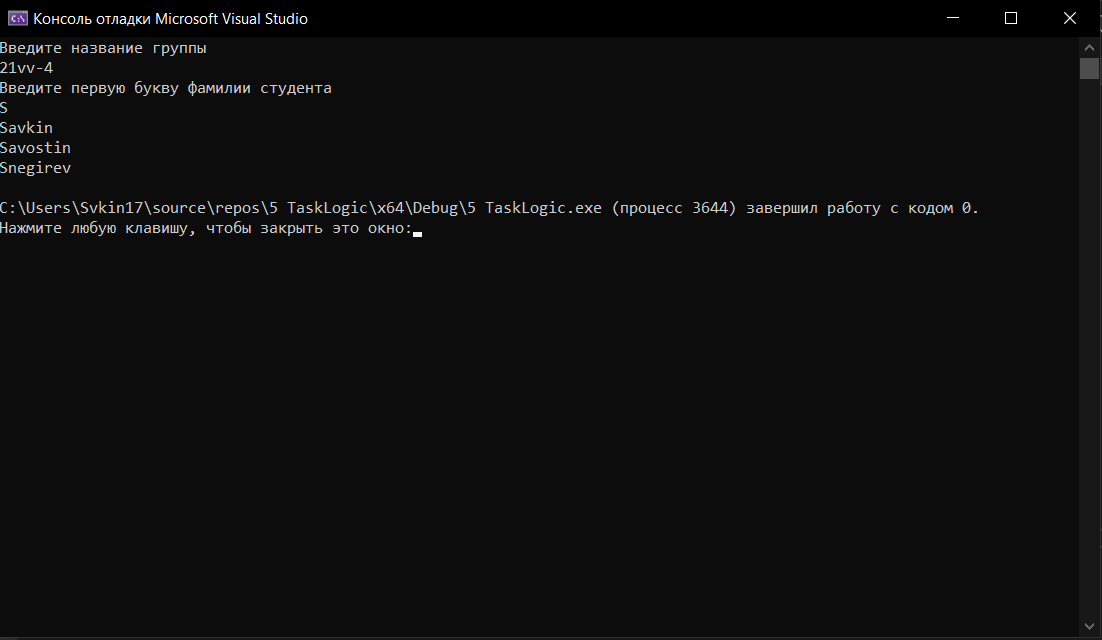 Консоль отладки Microsoft Visual Studio
Введите название группы
21vv-4
Введите первую букву фамилии студента
S
Savkin
Savostin
Snegirev
C:\Users\Svkin17\source\repos\5 TaskLogic\x64\Debug\5 TaskLogic.exe (процесс 3644) завершил работу с кодом 0.
Нажмите любую клавишу, чтобы закрыть это окно: